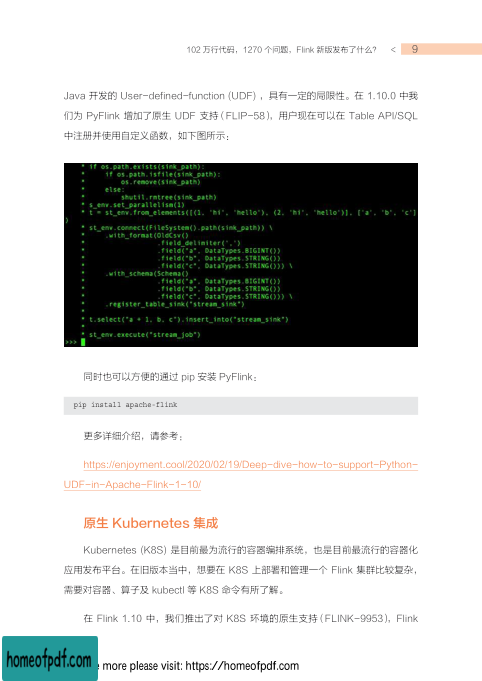 102 万行代码，1270 个问题，Flink 新版发布了什么？ < 9
Java 开发的 User-defined-function (UDF) ，具有一定的局限性。在 1.10.0 中我
们为 PyFlink 增加了原生 UDF 支持（FLIP-58），用户现在可以在 Table API/SQL
中注册并使用自定义函数，如下图所示：
* if os.path.exists(sink_path):
* if os.path.isfile(sink_path):
* os.remove(sink_path)
* else:
* shutil.rmtree(sink_path)
* s_env.set_parallelism(1)
* t = st_env.from_elements([(1, 'hi', 'hello'), (2, 'hi', 'hello')], ['a', 'b', 'c']
)
* st_env.connect(FileSystem().path(sink_path)) \
* .with_format(OldCsv()
* .field_delimiter(',')
* .field("a", DataTypes.BIGINT())
* .field("b", DataTypes.STRING())
* .field("c", DataTypes.STRING())) \
* .with_schema(Schema()
* .field("a", DataTypes.BIGINT())
* .field("b", DataTypes.STRING())
* .field("c", DataTypes.STRING())) \
* .register_table_sink("stream_sink")
*
* t.select("a + 1, b, c").insert_into("stream_sink")
*
* st_env.execute("stream_job")
>>>
同时也可以方便的通过 pip 安装 PyFlink：
pip install apache-flink
更多详细介绍，请参考：
https://enjoyment.cool/2020/02/19/Deep-dive-how-to-support-Python-
UDF-in-Apache-Flink-1-10/
原生 Kubernetes 集成
Kubernetes (K8S) 是目前最为流行的容器编排系统，也是目前最流行的容器化
应用发布平台。在旧版本当中，想要在 K8S 上部署和管理一个 Flink 集群比较复杂，
需要对容器、算子及 kubectl 等 K8S 命令有所了解。
在 Flink 1.10 中，我们推出了对 K8S 环境的原生支持（FLINK-9953），Flink
homeofpdf.com
more please visit: https://homeofpdf.com